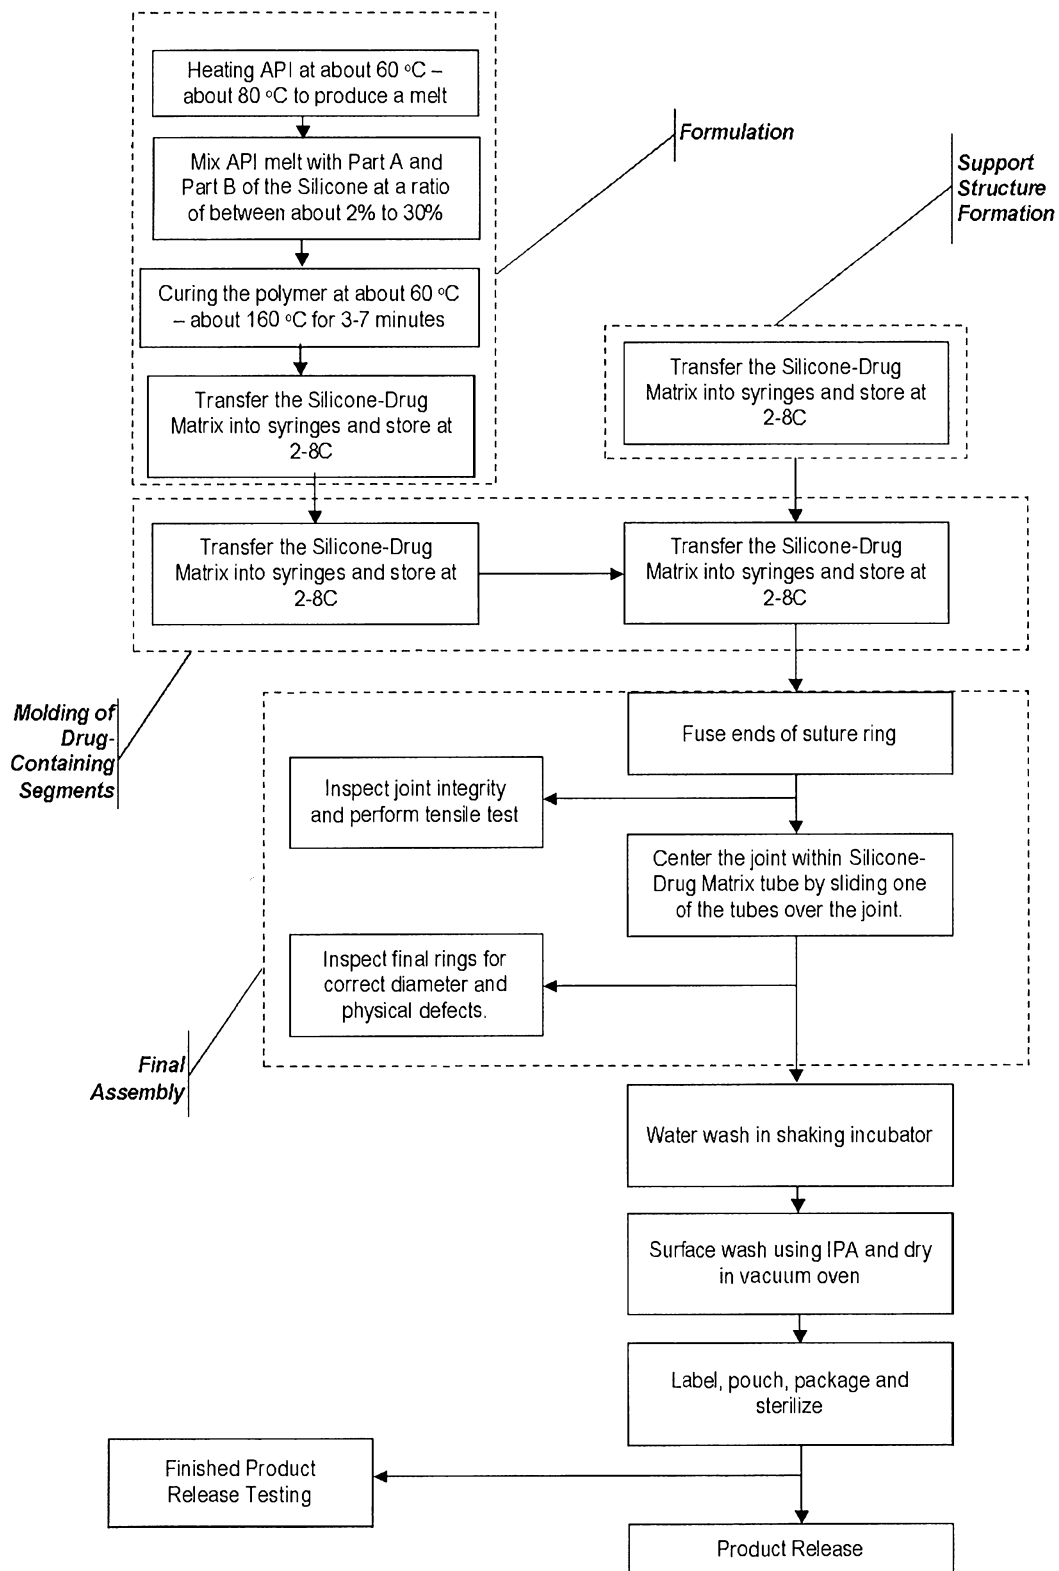 Heating API at about 60 ºC –
about 80 ºC to produce a melt
Mix API melt with Part A and
Part B of the Silicone at a ratio
of between about 2% to 30%
Curing the polymer at about 60 ºC
– about 160 ºC for 3-7 minutes
Transfer the Silicone-Drug
Matrix into syringes and store at
2-8C
Formulation
Support
Structure
Formation
Transfer the Silicone-Drug
Matrix into syringes and store at
2-8C
Transfer the Silicone-Drug
Matrix into syringes and store at
2-8C
Transfer the Silicone-Drug
Matrix into syringes and store at
2-8C
Molding of
Drug-
Containing
Segments
Fuse ends of suture ring
Inspect joint integrity
and perform tensile test
Center the joint within Silicone-
Drug Matrix tube by sliding one
of the tubes over the joint.
Inspect final rings for
correct diameter and
physical defects.
Final
Assembly
Water wash in shaking incubator
Surface wash using IPA and dry
in vacuum oven
Label, pouch, package and
sterilize
Finished Product
Release Testing
Product Release